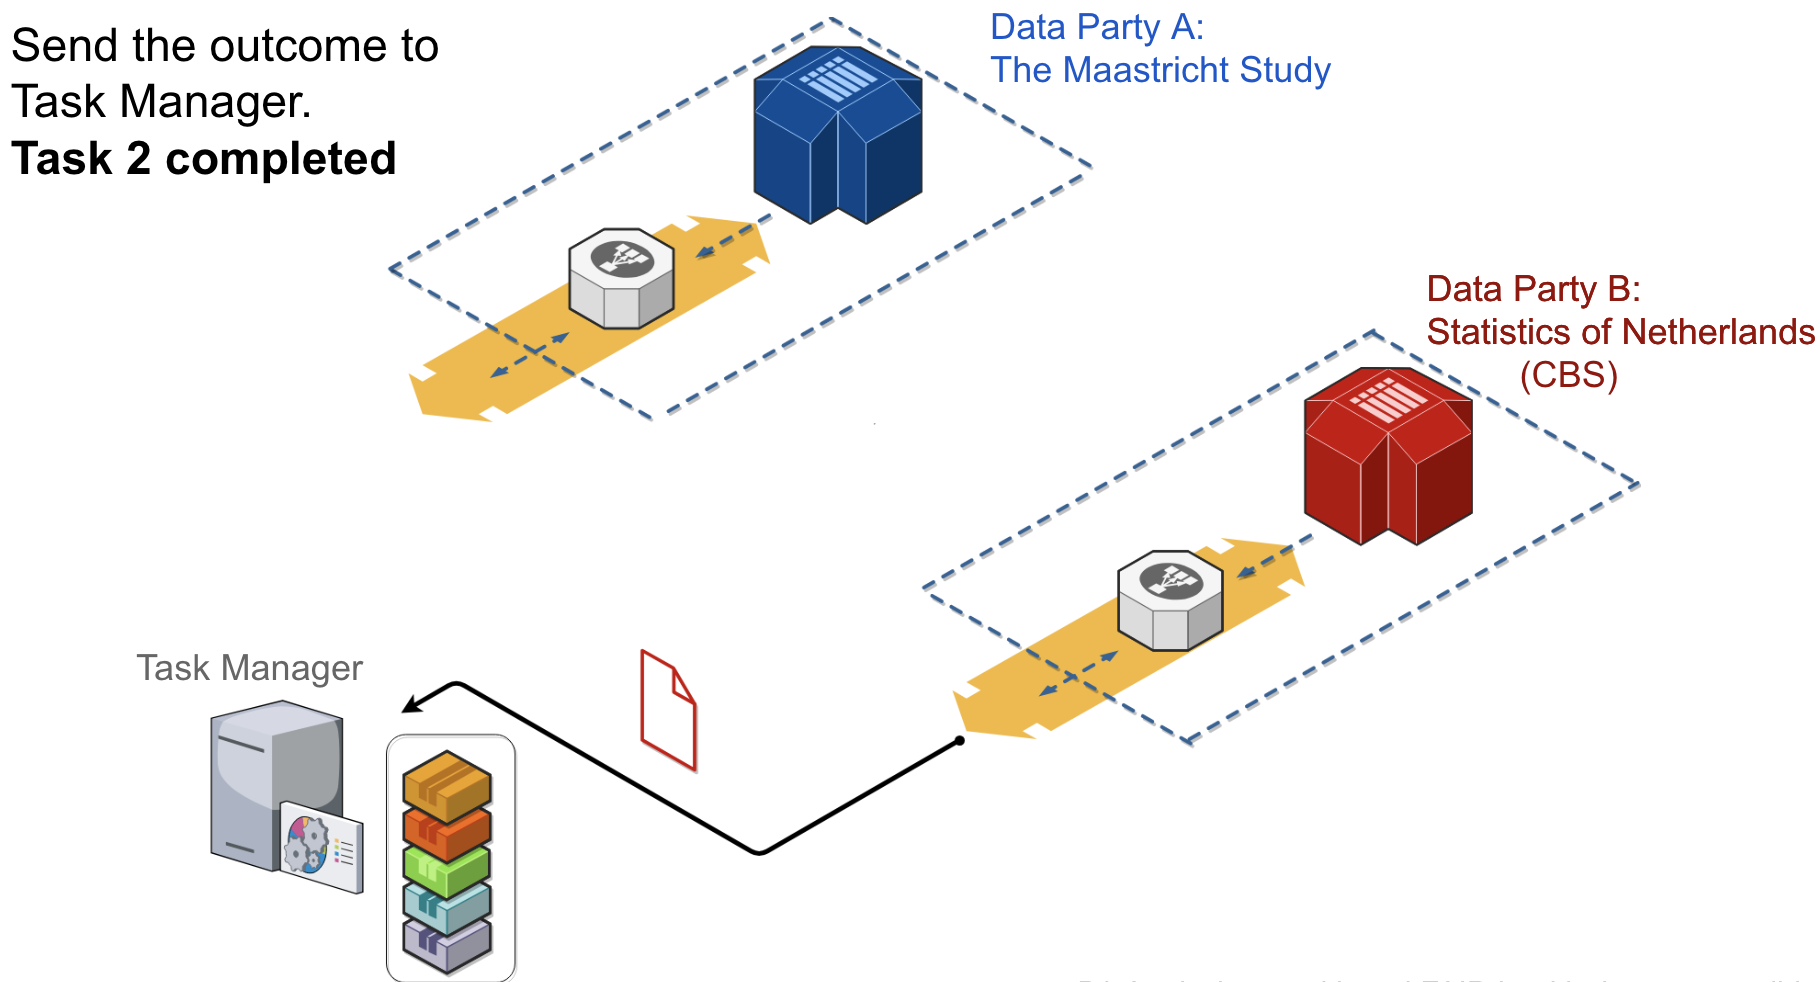 Send the outcome to
Task Manager.
Task 2 completed
Data Party A:
The Maastricht Study
Data Party B:
Statistics of Netherlands
(CBS)
Task Manager